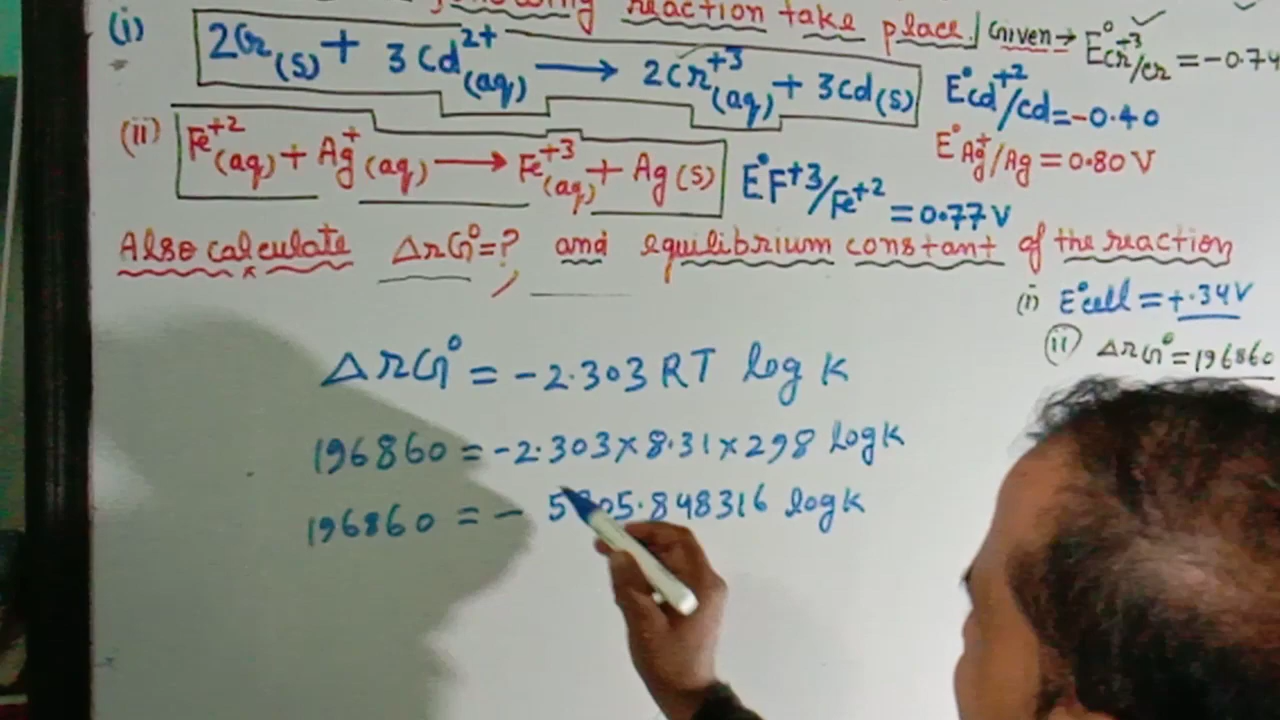 reaction take place. Given → E°Cr+3/Cr = -0.74
(i) 2Cr(s) + 3Cd2+(aq) → 2Cr+3(aq) + 3Cd(s) E°Cd+2/Cd = -0.40
(ii) Fe+2(aq) + Ag+(aq) → Fe+3(aq) + Ag(s) E°F+3/Fe+2 = 0.77V E°Ag+/Ag = 0.80 V
Also calculate ΔrG° = ?, and equilibrium constant of the reaction
(i) E°cell = +.34V
(ii) ΔrG° = 196860
ΔrG° = -2.303 RT log K
196860 = -2.303×8.31×298 log K
196860 = - 5 05.848316 log K